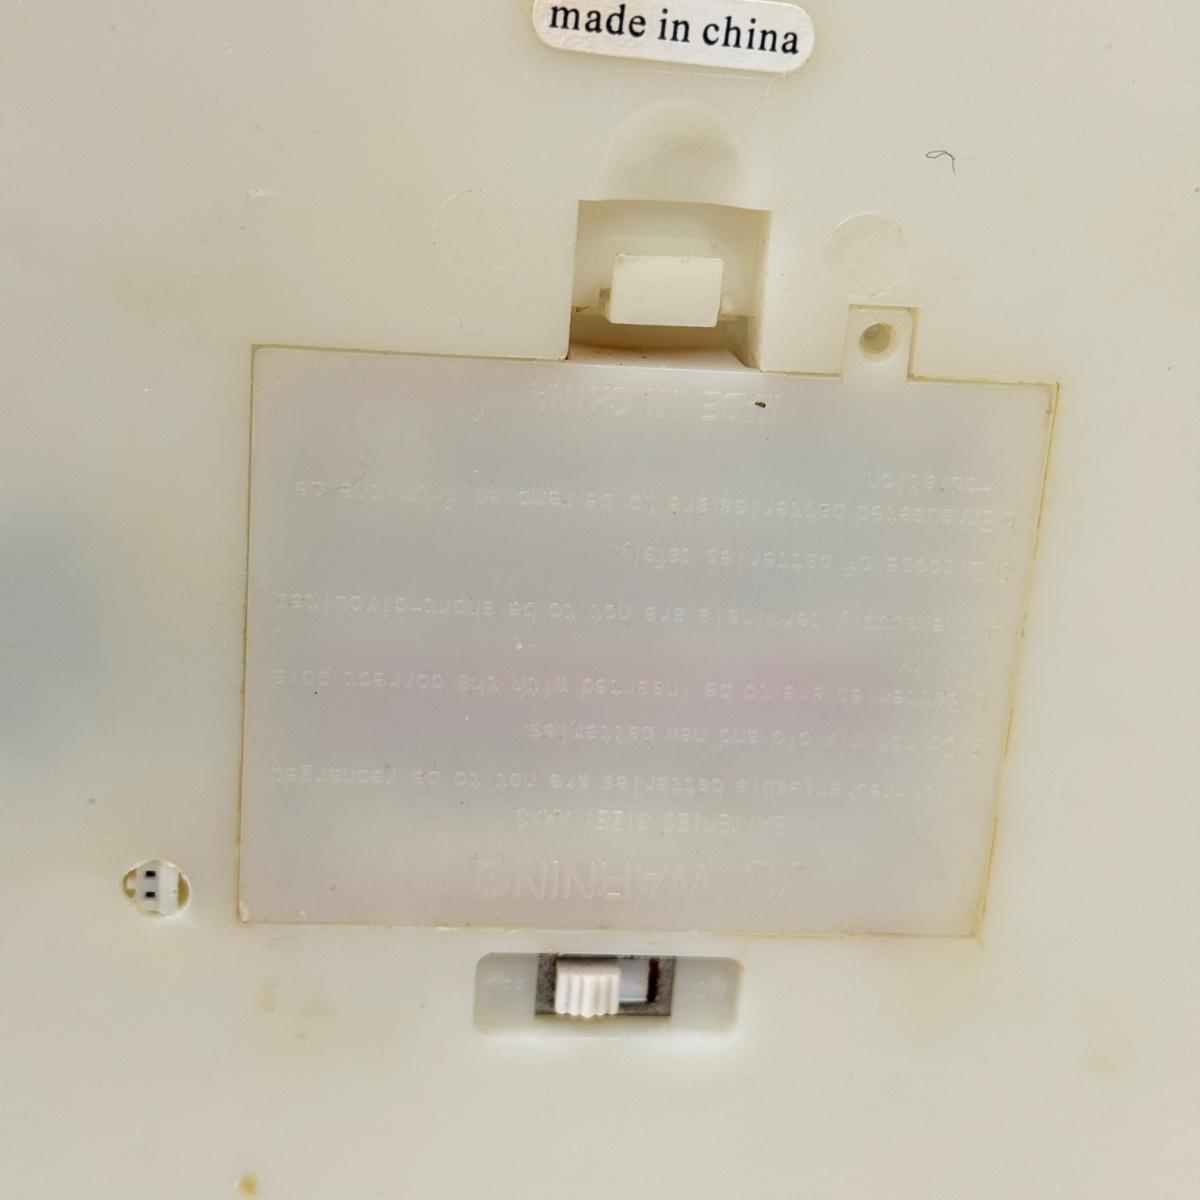 made in china
⚠ WARNING
BATTERIES SIZE: AAx3
Non-rechargeable batteries are not to be recharged
2.Do not mix old and new batteries.
3.Batteries are to be inserted with the correct pola
4.The supply terminals are not to be short-circuited
5.Dispose of batteries safely.
Exhausted batteries are to be removed from the
MADE IN CHINA
OFF
ON